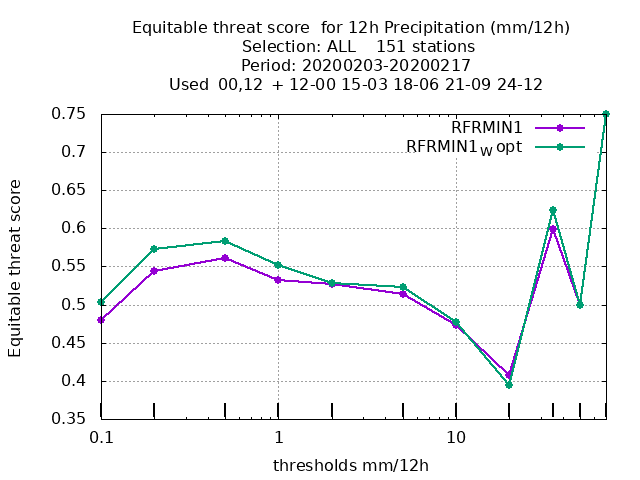 Equitable threat score  for 12h Precipitation (mm/12h)
Selection: ALL    151 stations
Period: 20200203-20200217
Used  00,12  + 12-00 15-03 18-06 21-09 24-12
RFRMIN1
RFRMIN1W opt
Equitable threat score
0.75
0.7
0.65
0.6
0.55
0.5
0.45
0.4
0.35
0.1
1
10
thresholds mm/12h